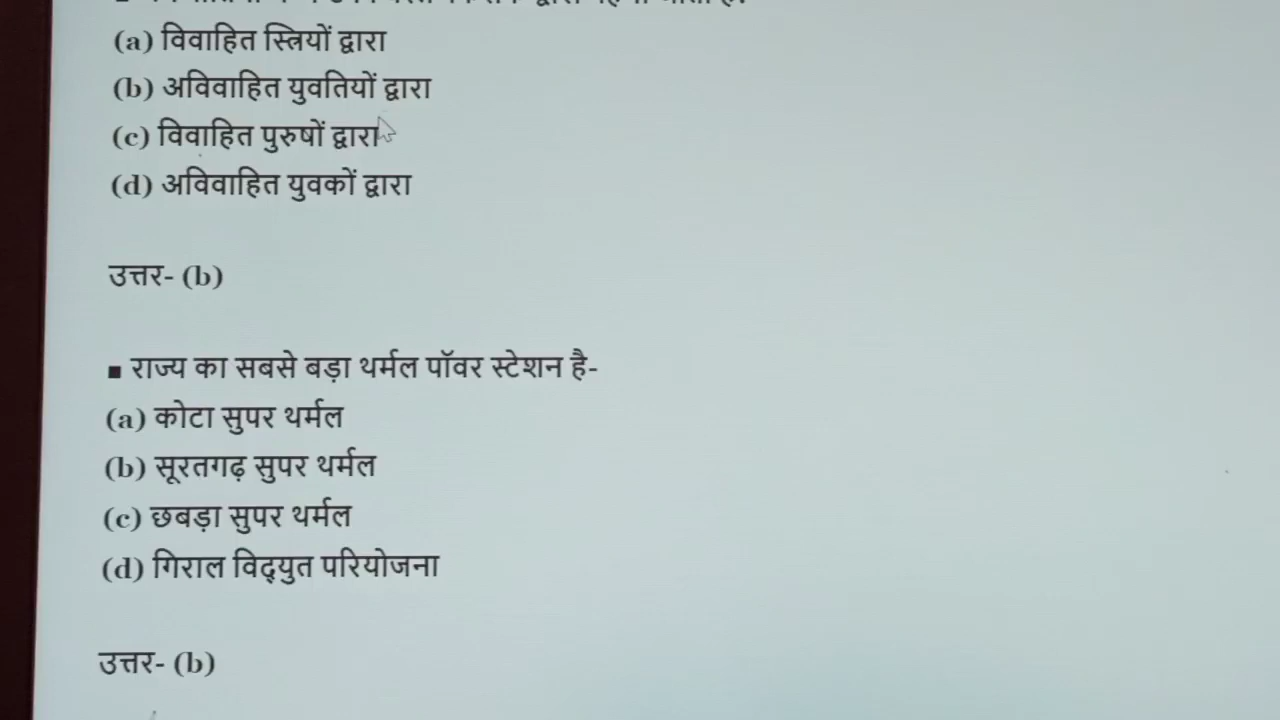 (a) विवाहित स्त्रियों द्वारा
(b) अविवाहित युवतियों द्वारा
(c) विवाहित पुरुषों द्वारा
(d) अविवाहित युवकों द्वारा
उत्तर- (b)
▪ राज्य का सबसे बड़ा थर्मल पॉवर स्टेशन है-
(a) कोटा सुपर थर्मल
(b) सूरतगढ़ सुपर थर्मल
(c) छबड़ा सुपर थर्मल
(d) गिराल विद्युत परियोजना
उत्तर- (b)